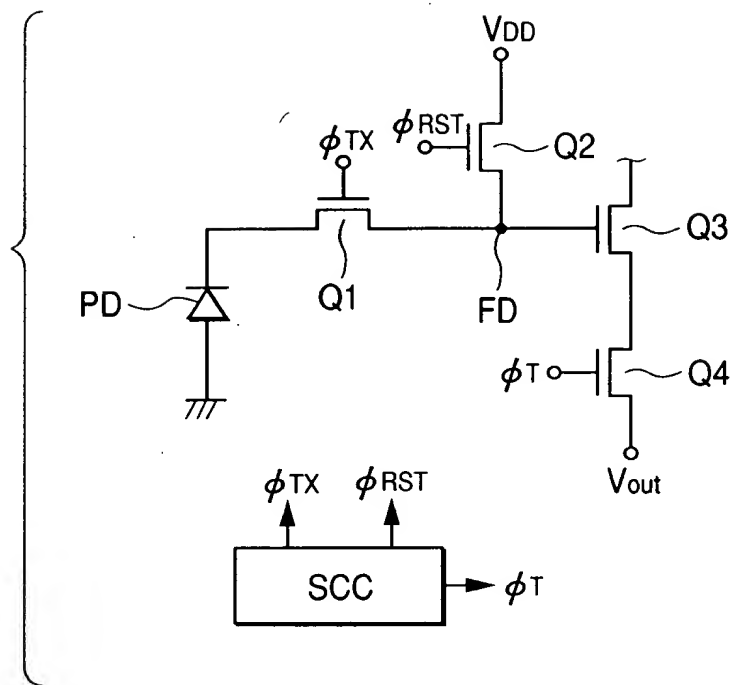 VDD
ϕRST
Q2
ϕTX
Q3
Q1
PD
FD
ϕT
Q4
Vout
ϕTX
ϕRST
SCC
ϕT